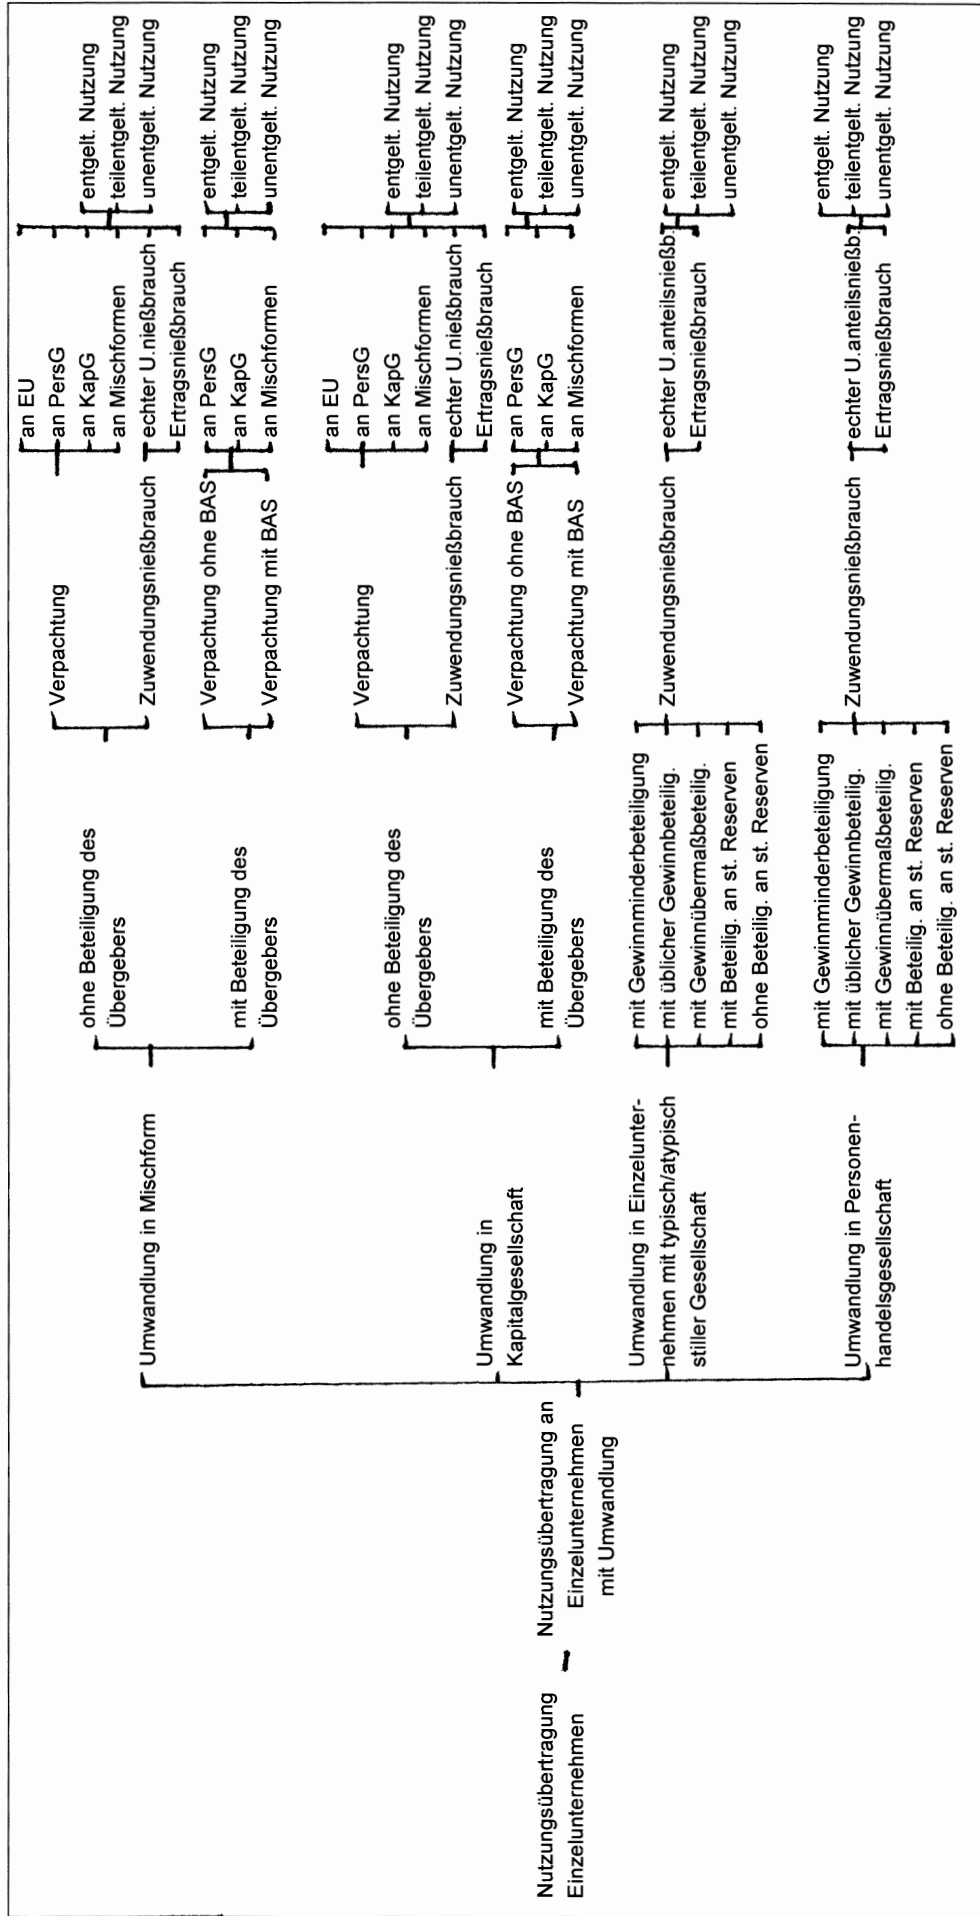 Nutzungsübertragung
Einzelunternehmen
Nutzungsübertragung an
Einzelunternehmen
mit Umwandlung
Umwandlung in Mischform
ohne Beteiligung des
Übergebers
Verpachtung
an EU
an PersG
an KapG
an Mischformen
Zuwendungsnießbrauch
echter U.nießbrauch
Ertragsnießbrauch
entgelt. Nutzung
teilentgelt. Nutzung
unentgelt. Nutzung
mit Beteiligung des
Übergebers
Verpachtung ohne BAS
Verpachtung mit BAS
an PersG
an KapG
an Mischformen
entgelt. Nutzung
teilentgelt. Nutzung
unentgelt. Nutzung
Umwandlung in
Kapitalgesellschaft
ohne Beteiligung des
Übergebers
Verpachtung
an EU
an PersG
an KapG
an Mischformen
Zuwendungsnießbrauch
echter U.nießbrauch
Ertragsnießbrauch
entgelt. Nutzung
teilentgelt. Nutzung
unentgelt. Nutzung
mit Beteiligung des
Übergebers
Verpachtung ohne BAS
Verpachtung mit BAS
an PersG
an KapG
an Mischformen
entgelt. Nutzung
teilentgelt. Nutzung
unentgelt. Nutzung
Umwandlung in Einzelunter-
nehmen mit typisch/atypisch
stiller Gesellschaft
mit Gewinnminderbeteiligung
mit üblicher Gewinnbeteilig.
mit Gewinnübermaßbeteilig.
mit Beteilig. an st. Reserven
ohne Beteilig. an st. Reserven
Zuwendungsnießbrauch
echter U.anteilsnießb.
Ertragsnießbrauch
entgelt. Nutzung
teilentgelt. Nutzung
unentgelt. Nutzung
Umwandlung in Personen-
handelsgesellschaft
mit Gewinnminderbeteiligung
mit üblicher Gewinnbeteilig.
mit Gewinnübermaßbeteilig.
mit Beteilig. an st. Reserven
ohne Beteilig. an st. Reserven
Zuwendungsnießbrauch
echter U.anteilsnießb.
Ertragsnießbrauch
entgelt. Nutzung
teilentgelt. Nutzung
unentgelt. Nutzung